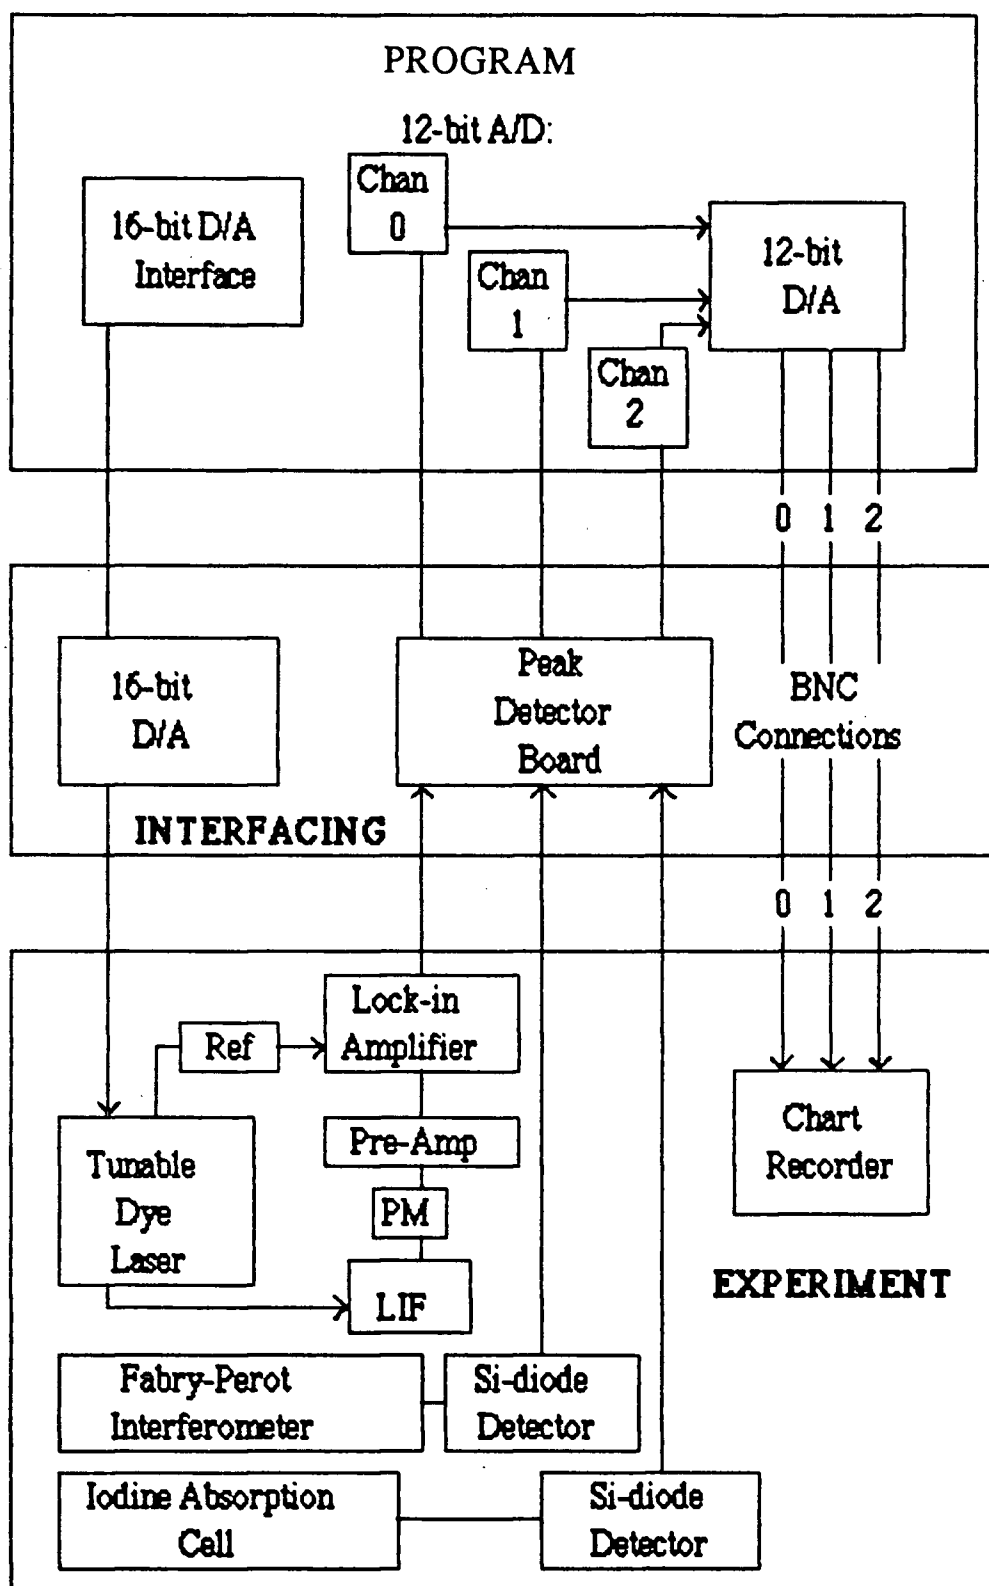 PROGRAM
12-bit A/D:
Chan
0
16-bit D/A
Interface
Chan
1
12-bit
D/A
Chan
2
0 1 2
16-bit
D/A
Peak
Detector
Board
BNC
Connections
INTERFACING
0 1 2
Lock-in
Amplifier
Ref
Pre-Amp
Tunable
Dye
Laser
PM
LIF
Chart
Recorder
EXPERIMENT
Fabry-Perot
Interferometer
Si-diode
Detector
Iodine Absorption
Cell
Si-diode
Detector